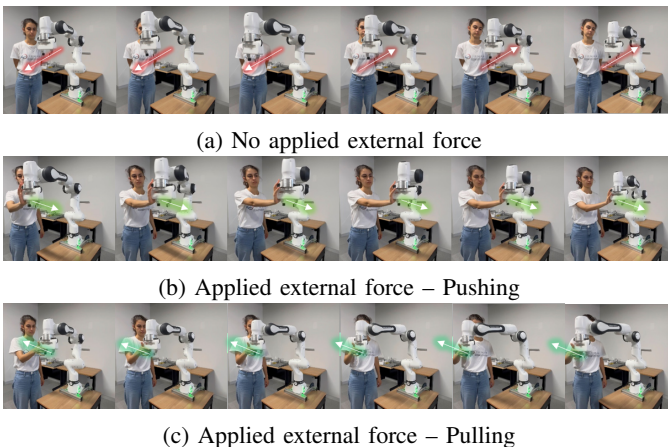 (a) No applied external force
(b) Applied external force – Pushing
(c) Applied external force – Pulling